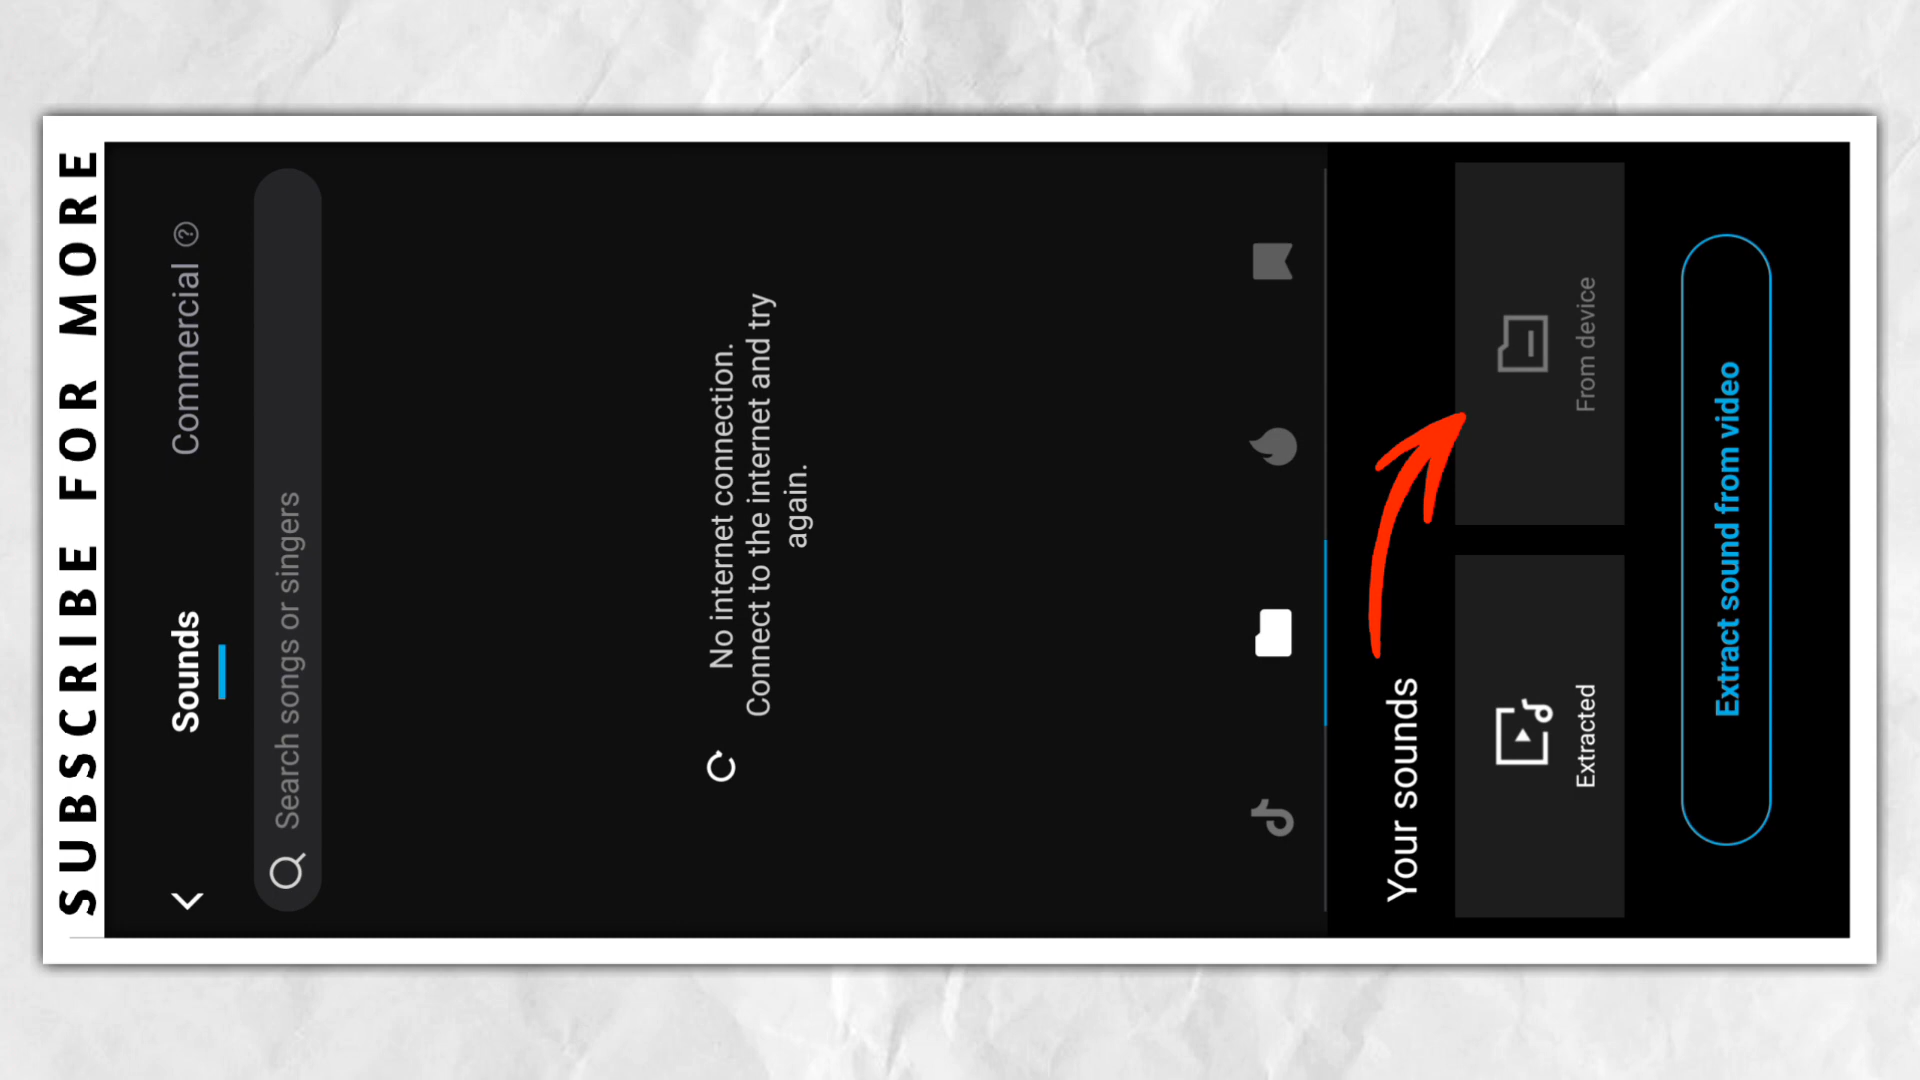 SUBSCRIBE FOR MORE
Sounds
Commercial ?
Search songs or singers
No internet connection.
Connect to the internet and try
again.
Your sounds
Extracted
From device
Extract sound from video